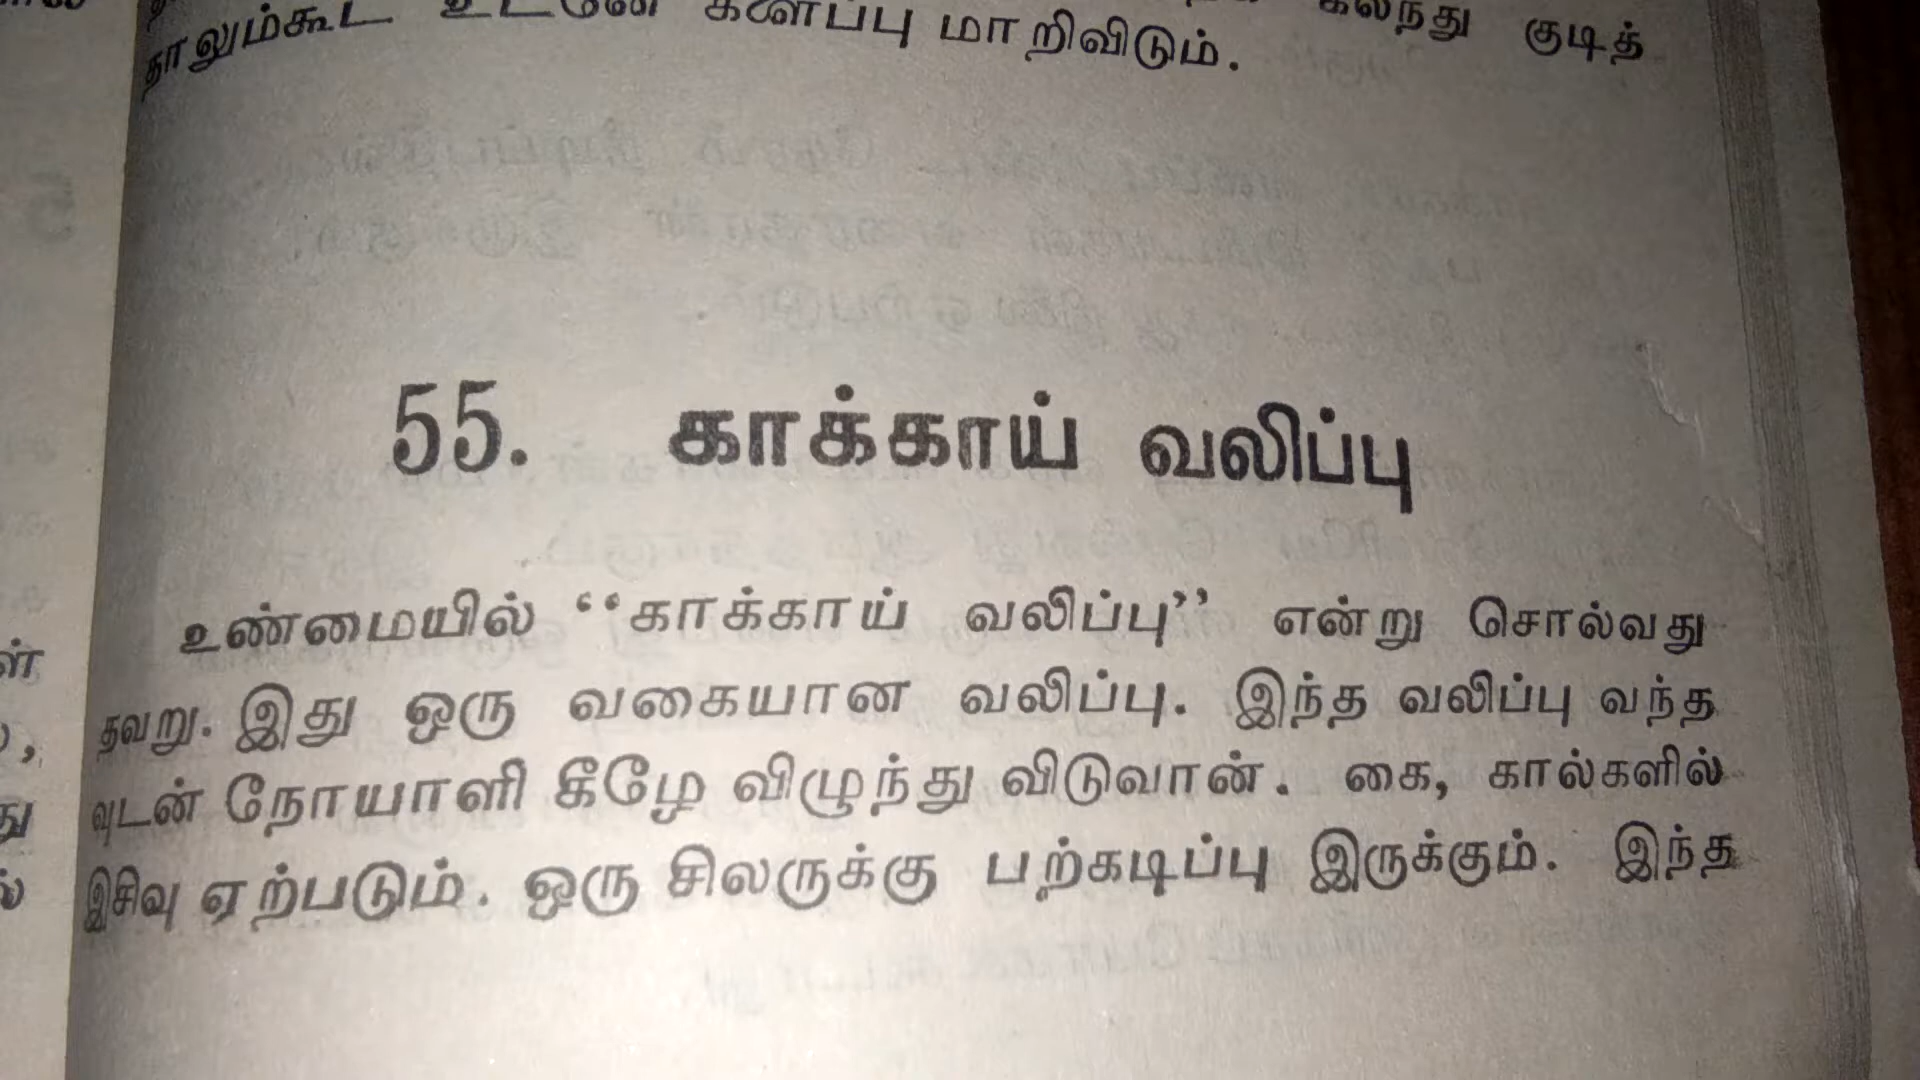 கலந்து குடித்
தாலும்கூட உடனே களைப்பு மாறிவிடும்.
55. காக்காய் வலிப்பு
உண்மையில் “காக்காய் வலிப்பு” என்று சொல்வது
தவறு. இது ஒரு வகையான வலிப்பு. இந்த வலிப்பு வந்த
வுடன் நோயாளி கீழே விழுந்து விடுவான். கை, கால்களில்
இசிவு ஏற்படும். ஒரு சிலருக்கு பற்கடிப்பு இருக்கும். இந்த